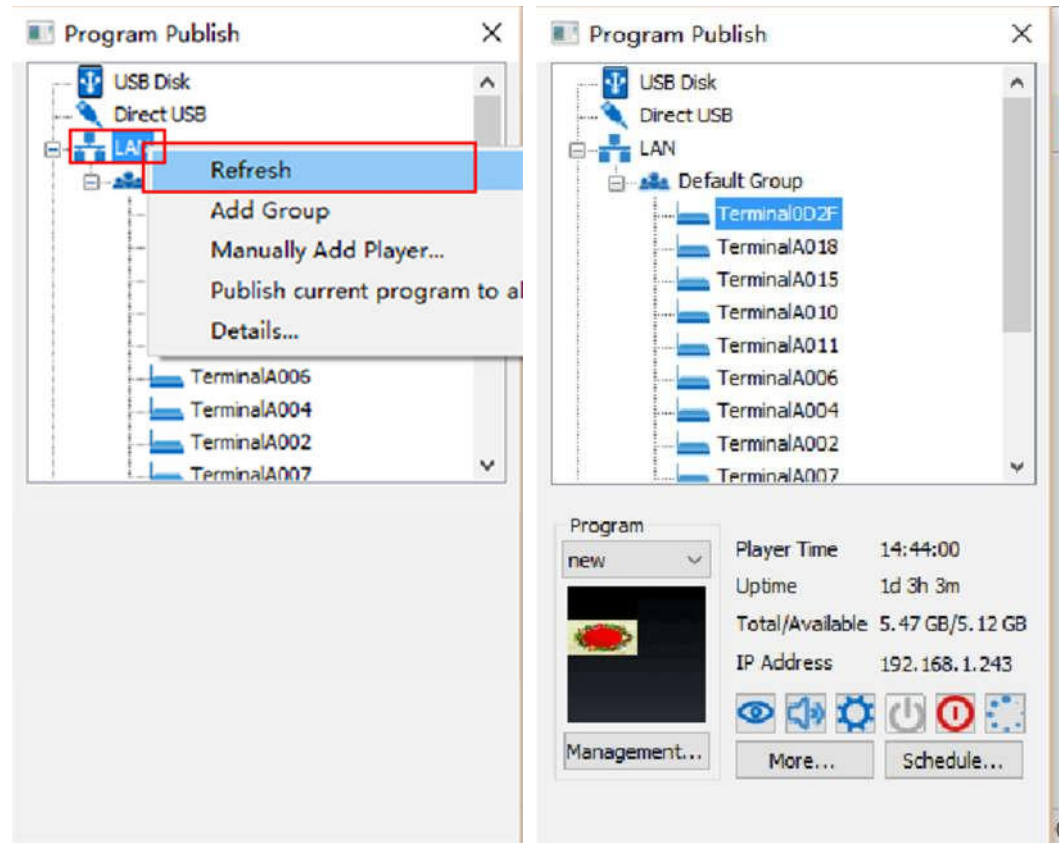 Program Publish
USB Disk
Direct USB
LAN
Refresh
Add Group
Manually Add Player...
Publish current program to al
Details...
TerminalA006
TerminalA004
TerminalA002
TerminalA007
Program Publish
USB Disk
Direct USB
LAN
Default Group
Terminal0D2F
TerminalA018
TerminalA015
TerminalA010
TerminalA011
TerminalA006
TerminalA004
TerminalA002
TerminalA007
Program
new
Management...
Player Time 14:44:00
Uptime 1d 3h 3m
Total/Available 5.47 GB/5.12 GB
IP Address 192.168.1.243
More... Schedule...